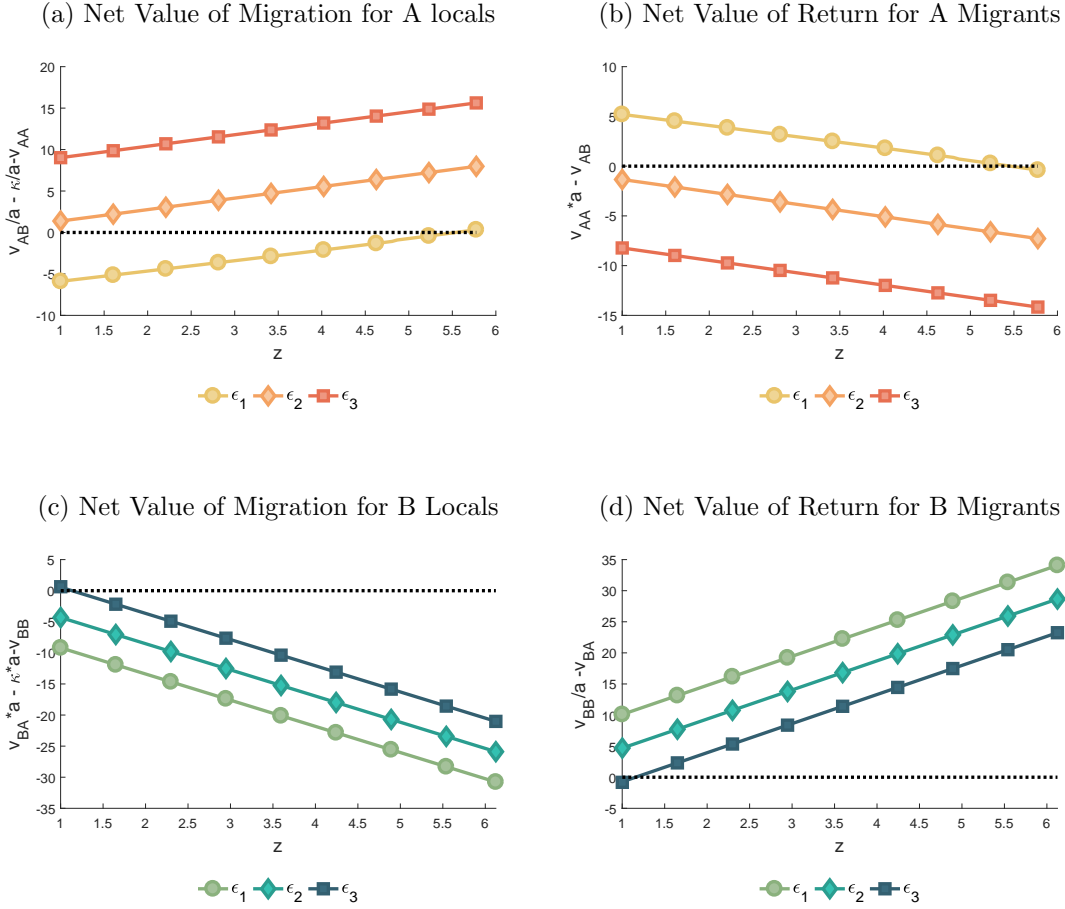 (a) Net Value of Migration for A locals
20
15
10
5
0
-5
-10
v_AB/a - κ/a-v_AA
1 1.5 2 2.5 3 3.5 4 4.5 5 5.5 6
z
ϵ_1 ϵ_2 ϵ_3
(b) Net Value of Return for A Migrants
10
5
0
-5
-10
-15
v_AA*a - v_AB
1 1.5 2 2.5 3 3.5 4 4.5 5 5.5 6
z
ϵ_1 ϵ_2 ϵ_3
(c) Net Value of Migration for B Locals
5
0
-5
-10
-15
-20
-25
-30
-35
v_BA*a - κ*a-v_BB
1 1.5 2 2.5 3 3.5 4 4.5 5 5.5 6
z
ϵ_1 ϵ_2 ϵ_3
(d) Net Value of Return for B Migrants
35
30
25
20
15
10
5
0
-5
v_BB/a -v_BA
1 1.5 2 2.5 3 3.5 4 4.5 5 5.5 6
z
ϵ_1 ϵ_2 ϵ_3